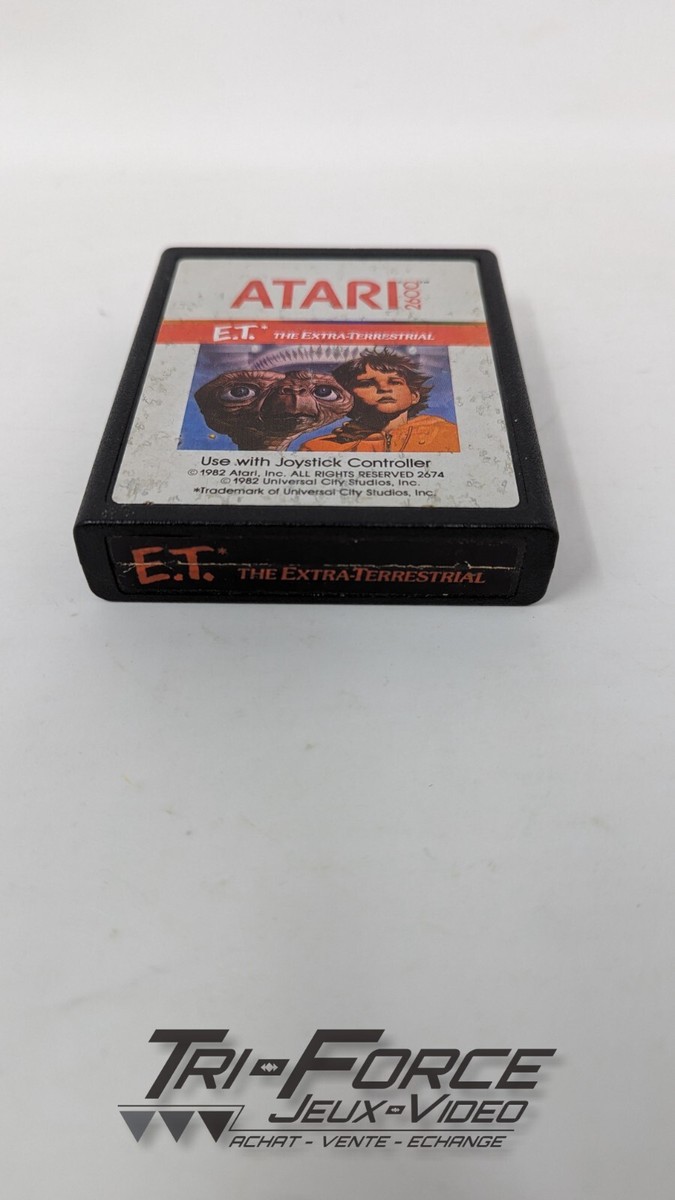 ATARI 2600™
E.T.* THE EXTRA-TERRESTRIAL
Use with Joystick Controller
© 1982 Atari, Inc. ALL RIGHTS RESERVED 2674
© 1982 Universal City Studios, Inc.
*Trademark of Universal City Studios, Inc.
E.T.* THE EXTRA-TERRESTRIAL
TRI-FORCE
JEUX-VIDEO
ACHAT - VENTE - ECHANGE